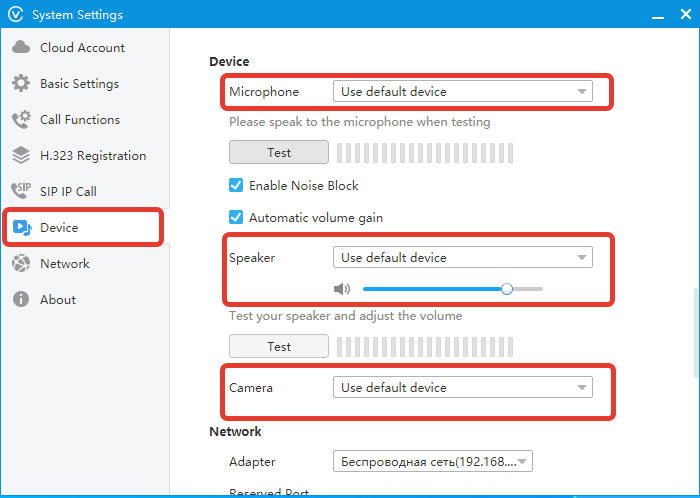 System Settings
Cloud Account
Basic Settings
Call Functions
H.323 Registration
SIP IP Call
Device
Network
About
Device
Microphone Use default device
Please speak to the microphone when testing
Test
Enable Noise Block
Automatic volume gain
Speaker Use default device
Test your speaker and adjust the volume
Test
Camera Use default device
Network
Adapter Беспроводная сеть(192.168....
Reserved Port